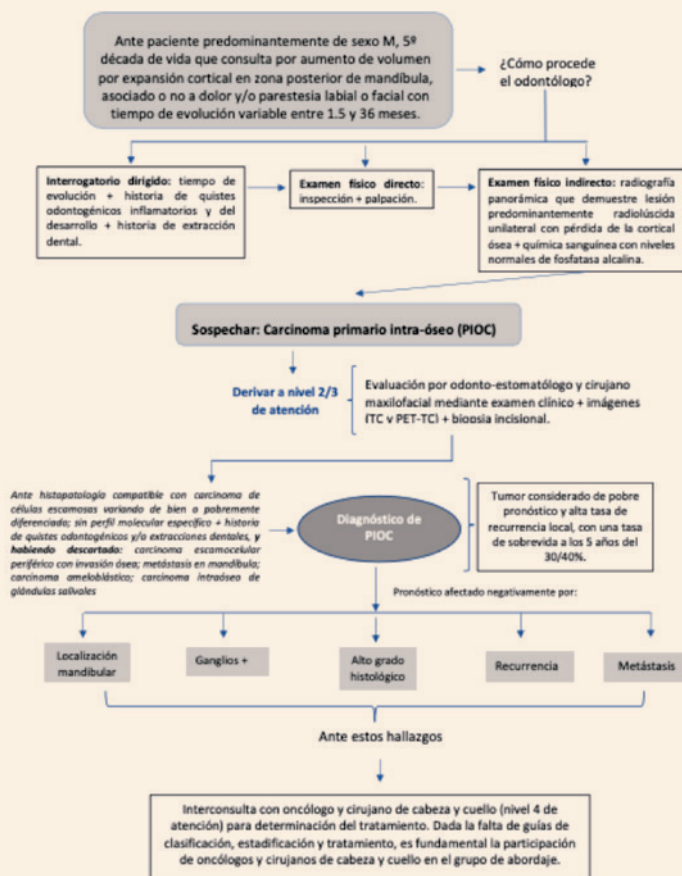 Ante paciente predominantemente de sexo M, 5º
década de vida que consulta por aumento de volumen
por expansión cortical en zona posterior de mandíbula,
asociado o no a dolor y/o parestesia labial o facial con
tiempo de evolución variable entre 1.5 y 36 meses.
¿Cómo procede
el odontólogo?
Interrogatorio dirigido: tiempo de
evolución + historia de quistes
odontogénicos inflamatorios y del
desarrollo + historia de extracción
dental.
Examen físico directo:
inspección + palpación.
Examen físico indirecto: radiografía
panorámica que demuestre lesión
predominantemente radiolúscida
unilateral con pérdida de la cortical
ósea + química sanguínea con niveles
normales de fosfatasa alcalina.
Sospechar: Carcinoma primario intra-óseo (PIOC)
Derivar a nivel 2/3
de atención
Evaluación por odonto-estomatólogo y cirujano
maxilofacial mediante examen clínico + imágenes
(TC y PET-TC) + biopsia incisional.
Ante histopatología compatible con carcinoma de
células escamosas variando de bien o pobremente
diferenciado; sin perfil molecular específico + historia
de quistes odontogénicos y/o extracciones dentales, y
habiendo descartado: carcinoma escamocelular
periférico con invasión ósea; metástasis en mandíbula;
carcinoma ameloblástico; carcinoma intraóseo de
glándulas salivales
Diagnóstico de
PIOC
Tumor considerado de pobre
pronóstico y alta tasa de
recurrencia local, con una tasa
de sobrevida a los 5 años del
30/40%.
Pronóstico afectado negativamente por:
Localización
mandibular
Ganglios +
Alto grado
histológico
Recurrencia
Metástasis
Ante estos hallazgos
Interconsulta con oncólogo y cirujano de cabeza y cuello (nivel 4 de
atención) para determinación del tratamiento. Dada la falta de guías de
clasificación, estadificación y tratamiento, es fundamental la participación
de oncólogos y cirujanos de cabeza y cuello en el grupo de abordaje.